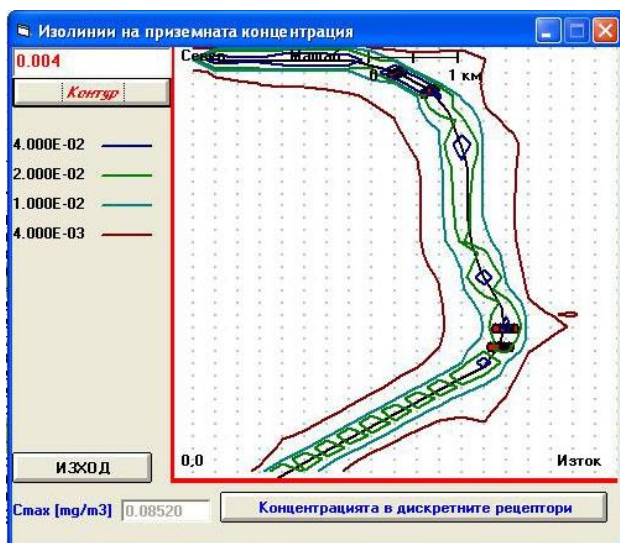 Изолинии на приземната концентрация
0.004
Контур
4.000E-02
2.000E-02
1.000E-02
4.000E-03
Север
Машаб
0
1 км
0,0
Изток
ИЗХОД
Cmax [mg/m3] 0.08520
Концентрацията в дискретните рецептори